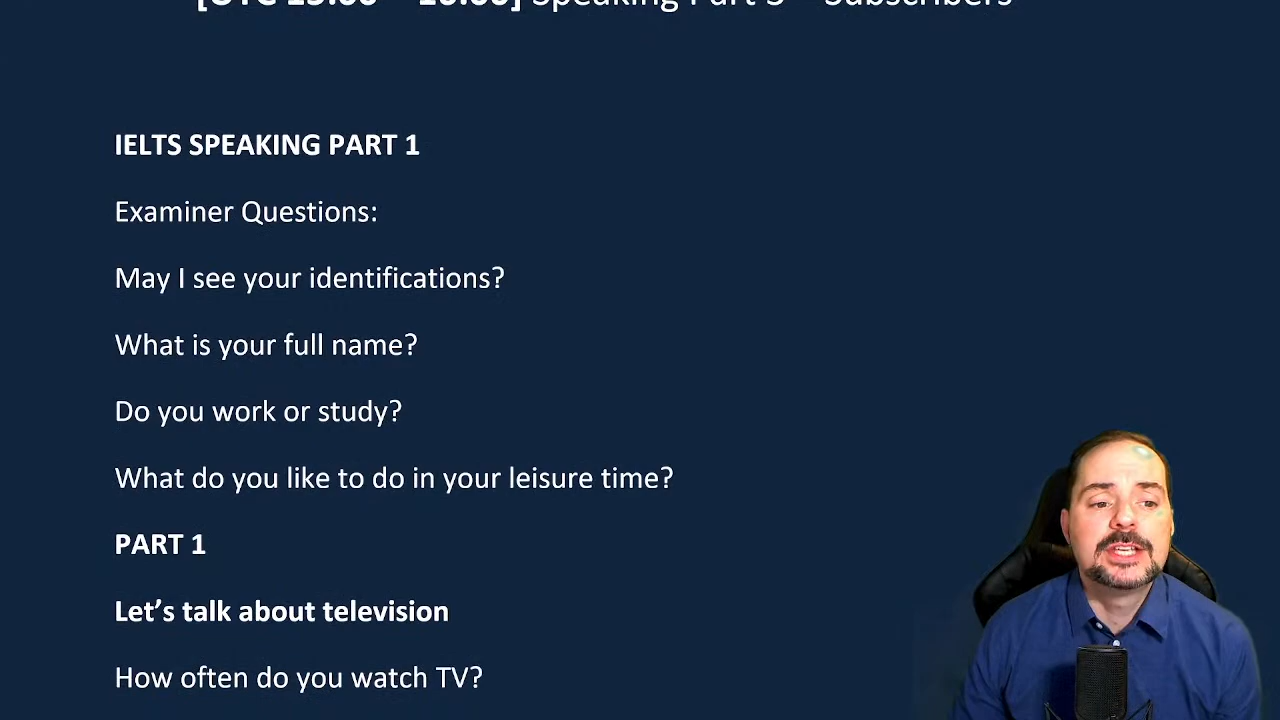 Speaking Part 3 – Subscribers
IELTS SPEAKING PART 1
Examiner Questions:
May I see your identifications?
What is your full name?
Do you work or study?
What do you like to do in your leisure time?
PART 1
Let’s talk about television
How often do you watch TV?